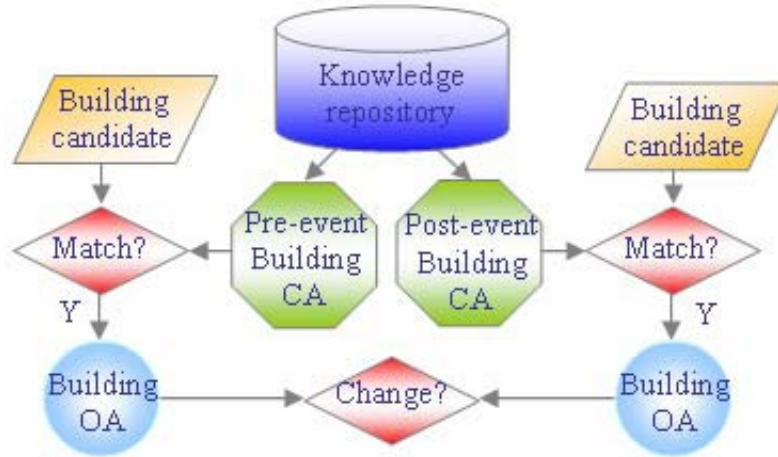 Knowledge
repository
Building
candidate
Building
candidate
Match?
Pre-event
Building
CA
Post-event
Building
CA
Match?
Y
Y
Building
OA
Change?
Building
OA